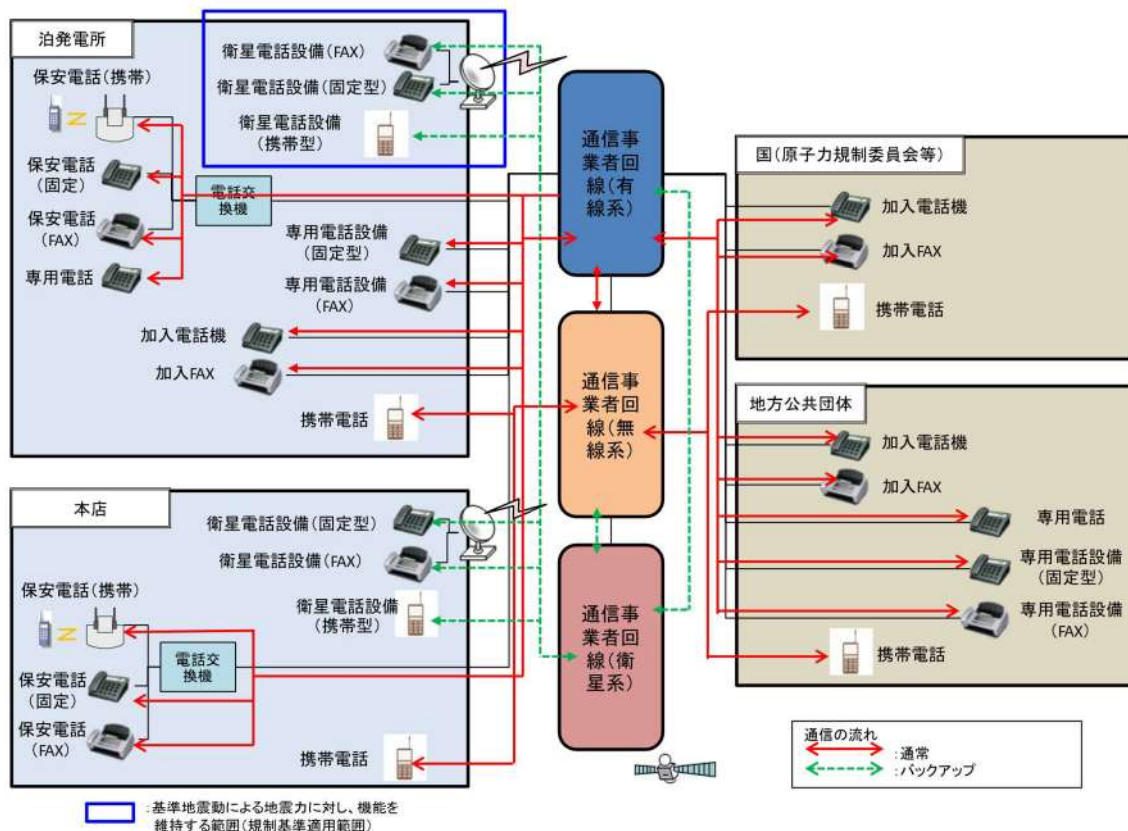 泊発電所
衛星電話設備(FAX)
衛星電話設備(固定型)
衛星電話設備
(携帯型)
保安電話(携帯)
保安電話
(固定)
保安電話
(FAX)
専用電話
電話交
換機
専用電話設備
(固定型)
専用電話設備
(FAX)
加入電話機
加入FAX
携帯電話
本店
衛星電話設備(固定型)
衛星電話設備(FAX)
衛星電話設備
(携帯型)
保安電話(携帯)
電話交
換機
保安電話
(固定)
保安電話
(FAX)
携帯電話
通信事
業者回
線(有
線系)
通信事
業者回
線(無
線系)
通信事
業者回
線(衛
星系)
国(原子力規制委員会等)
加入電話機
加入FAX
携帯電話
地方公共団体
加入電話機
加入FAX
専用電話
専用電話設備
(固定型)
専用電話設備
(FAX)
携帯電話
通信の流れ
:通常
:バックアップ
:基準地震動による地震力に対し、機能を
維持する範囲(規制基準適用範囲)